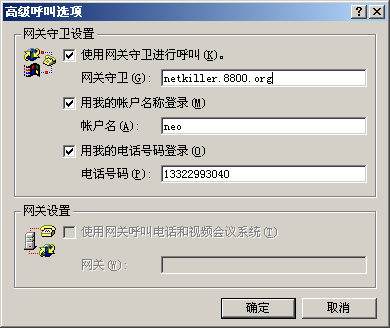 高级呼叫选项
网关守卫设置
使用网关守卫进行呼叫(K)。
网关守卫(G): netkiller.8800.org
用我的帐户名称登录(M)
帐户名(A): neo
用我的电话号码登录(O)
电话号码(P): 13322993040
网关设置
使用网关呼叫电话和视频会议系统(T)
网关(W):
确定 取消